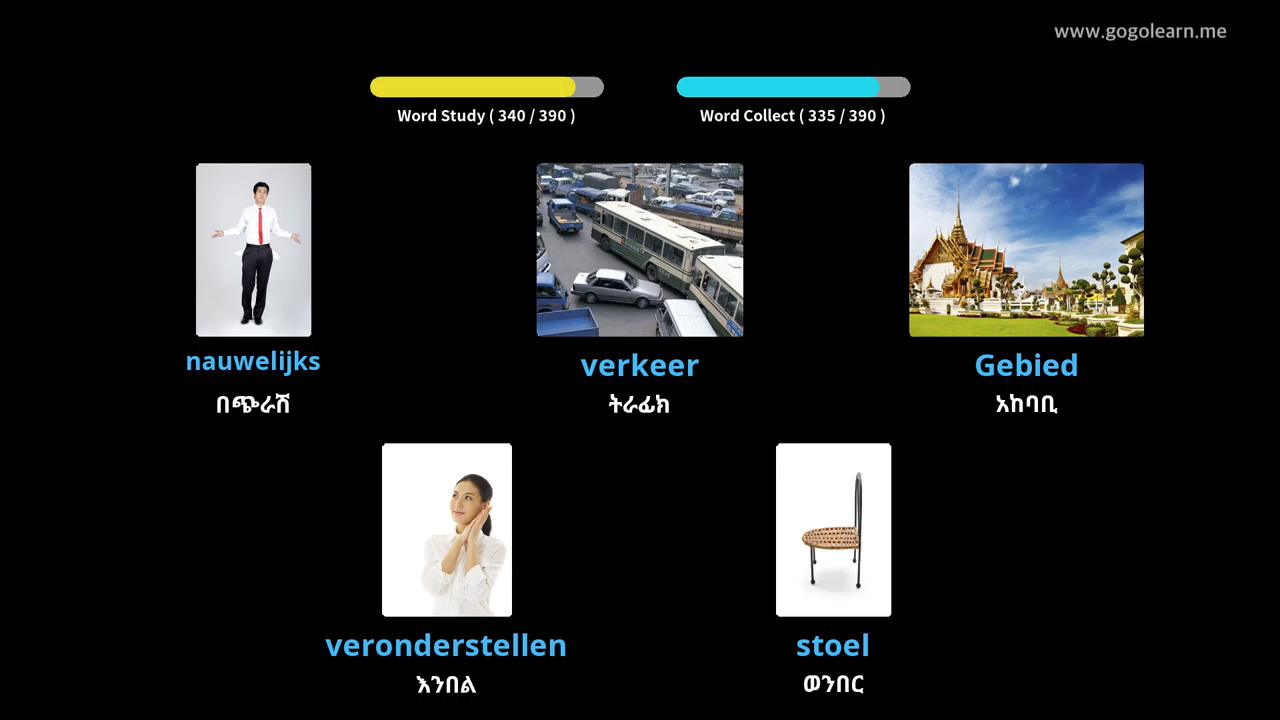 www.gogolearn.me
Word Study ( 340 / 390 )
Word Collect ( 335 / 390 )
nauwelijks
በጭራሽ
verkeer
ትራፊክ
Gebied
አከባቢ
veronderstellen
እንበል
stoel
ወንበር